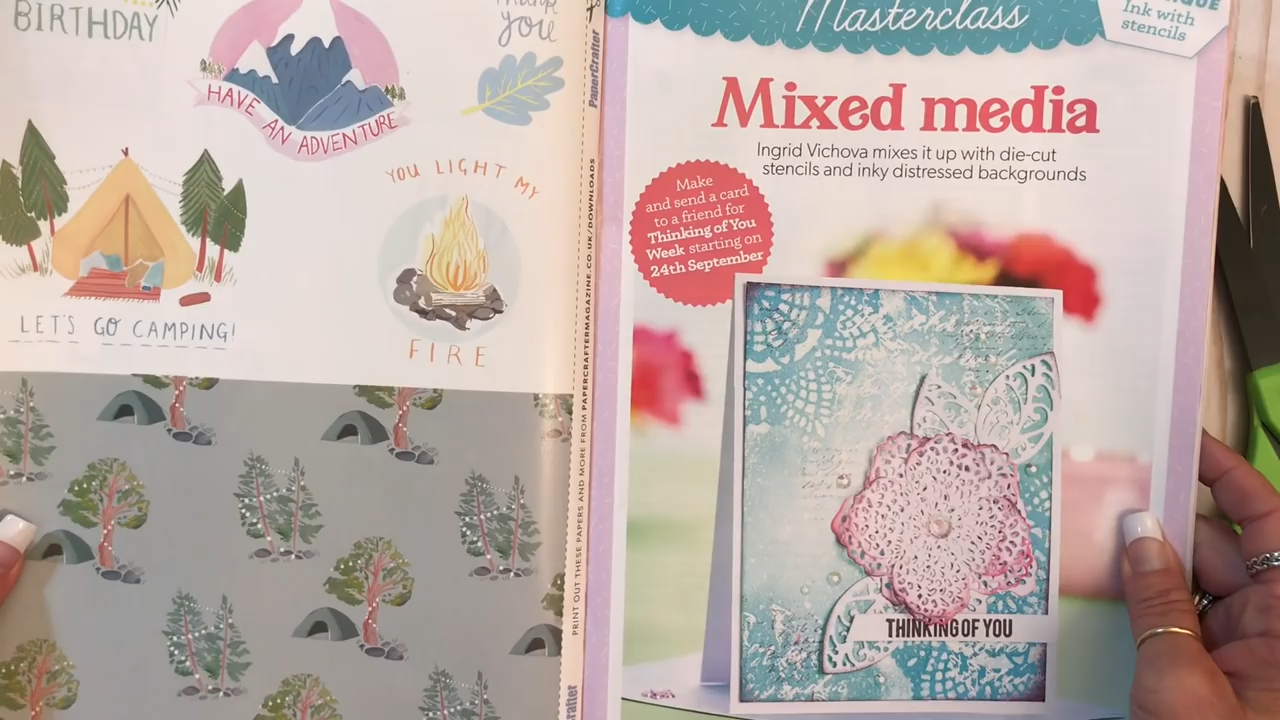 BIRTHDAY
HAVE AN ADVENTURE
you
YOU LIGHT MY
FIRE
LET'S GO CAMPING!
PaperCrafter
PRINT OUT THESE PAPERS AND MORE FROM PAPERCRAFTERMAGAZINE.CO.UK/DOWNLOADS
Masterclass
Ink with
stencils
Mixed media
Ingrid Vichova mixes it up with die-cut
stencils and inky distressed backgrounds
Make
and send a card
to a friend for
Thinking of You
Week starting on
24th September
THINKING OF YOU